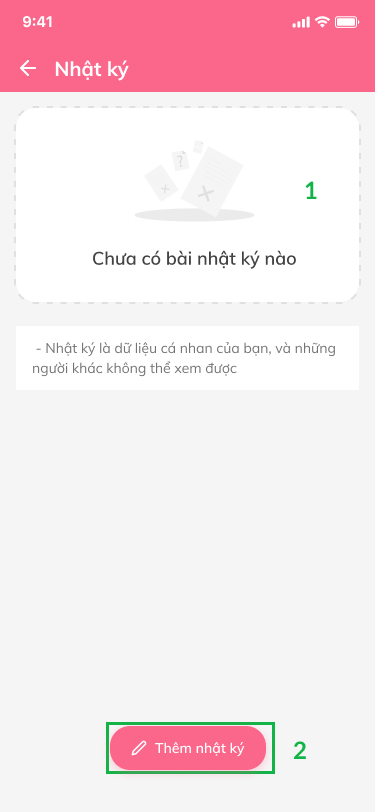 9:41
Nhật ký
?
1
Chưa có bài nhật ký nào
- Nhật ký là dữ liệu cá nhan của bạn, và những
người khác không thể xem được
Thêm nhật ký
2